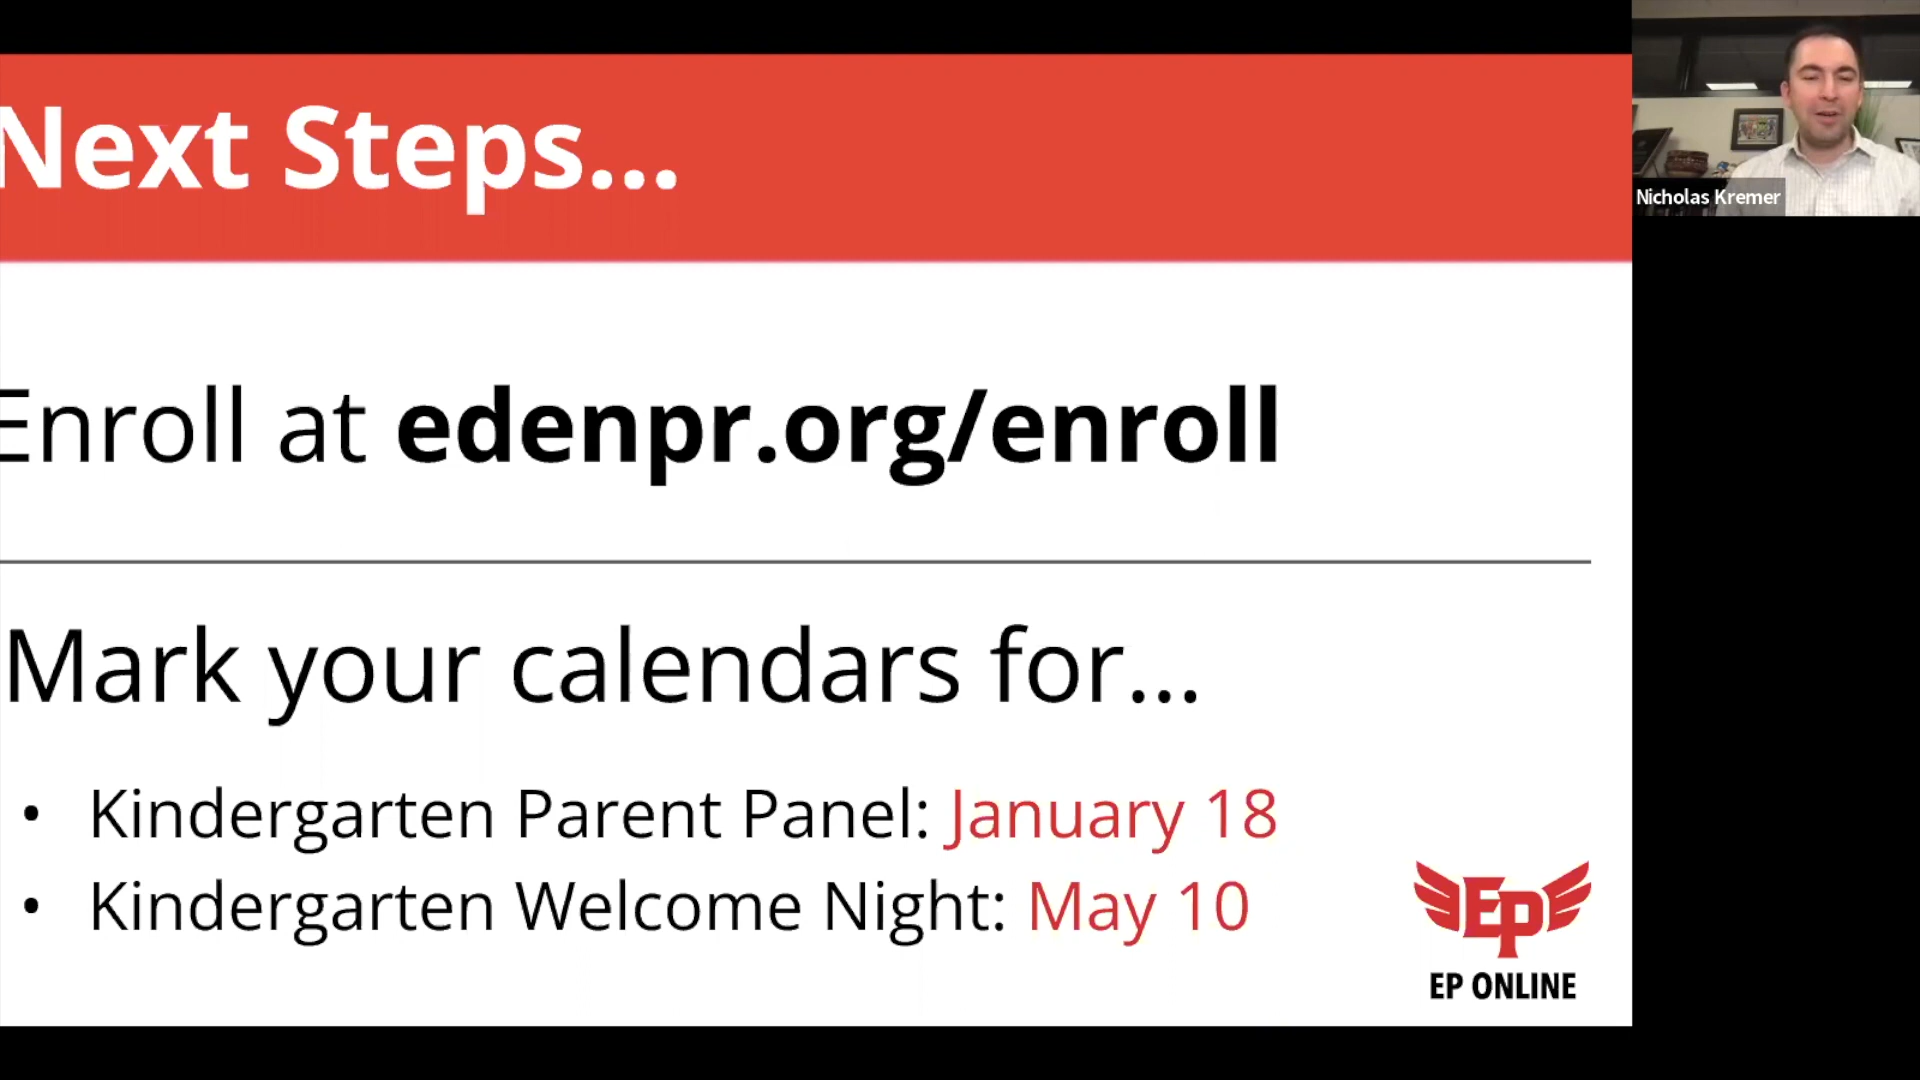 Next Steps...
Nicholas Kremer
Enroll at edenpr.org/enroll
Mark your calendars for...
• Kindergarten Parent Panel: January 18
• Kindergarten Welcome Night: May 10
EP
EP ONLINE